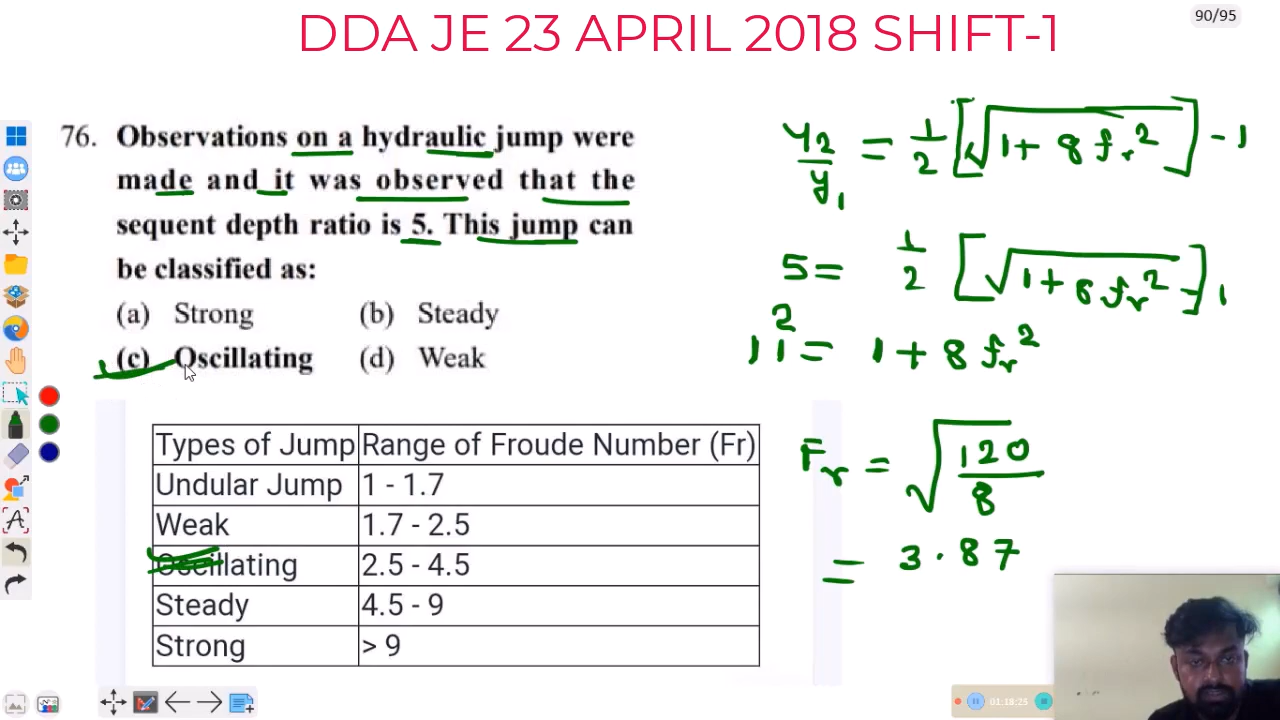 DDA JE 23 APRIL 2018 SHIFT-1
90/95
76. Observations on a hydraulic jump were
made and it was observed that the
sequent depth ratio is 5. This jump can
be classified as:
(a) Strong (b) Steady
(c) Oscillating (d) Weak
Types of Jump Range of Froude Number (Fr)
Undular Jump 1 - 1.7
Weak 1.7 - 2.5
Oscillating 2.5 - 4.5
Steady 4.5 - 9
Strong > 9
y2/y1 = 1/2 [√1+ 8 fr²] - 1
5 = 1/2 [√1+8 fr²] - 1
11² = 1 + 8 fr²
Fr = √120/8
= 3.87
01:18:25